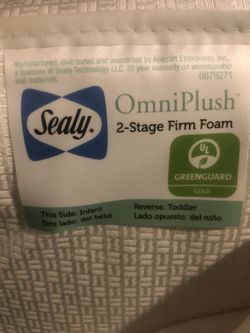 Manufactured, distributed and warranted by Kolcraft Enterprises, Inc.,
a licensee of Sealy Technology LLC. 20 year warranty on workmanship
and materials. 0879271
Sealy.
OmniPlush™
2-Stage Firm Foam
UL
GREENGUARD
GOLD
This Side: Infant
Este lado: del bebé
Reverse: Toddler
Lado opuesto: del niño